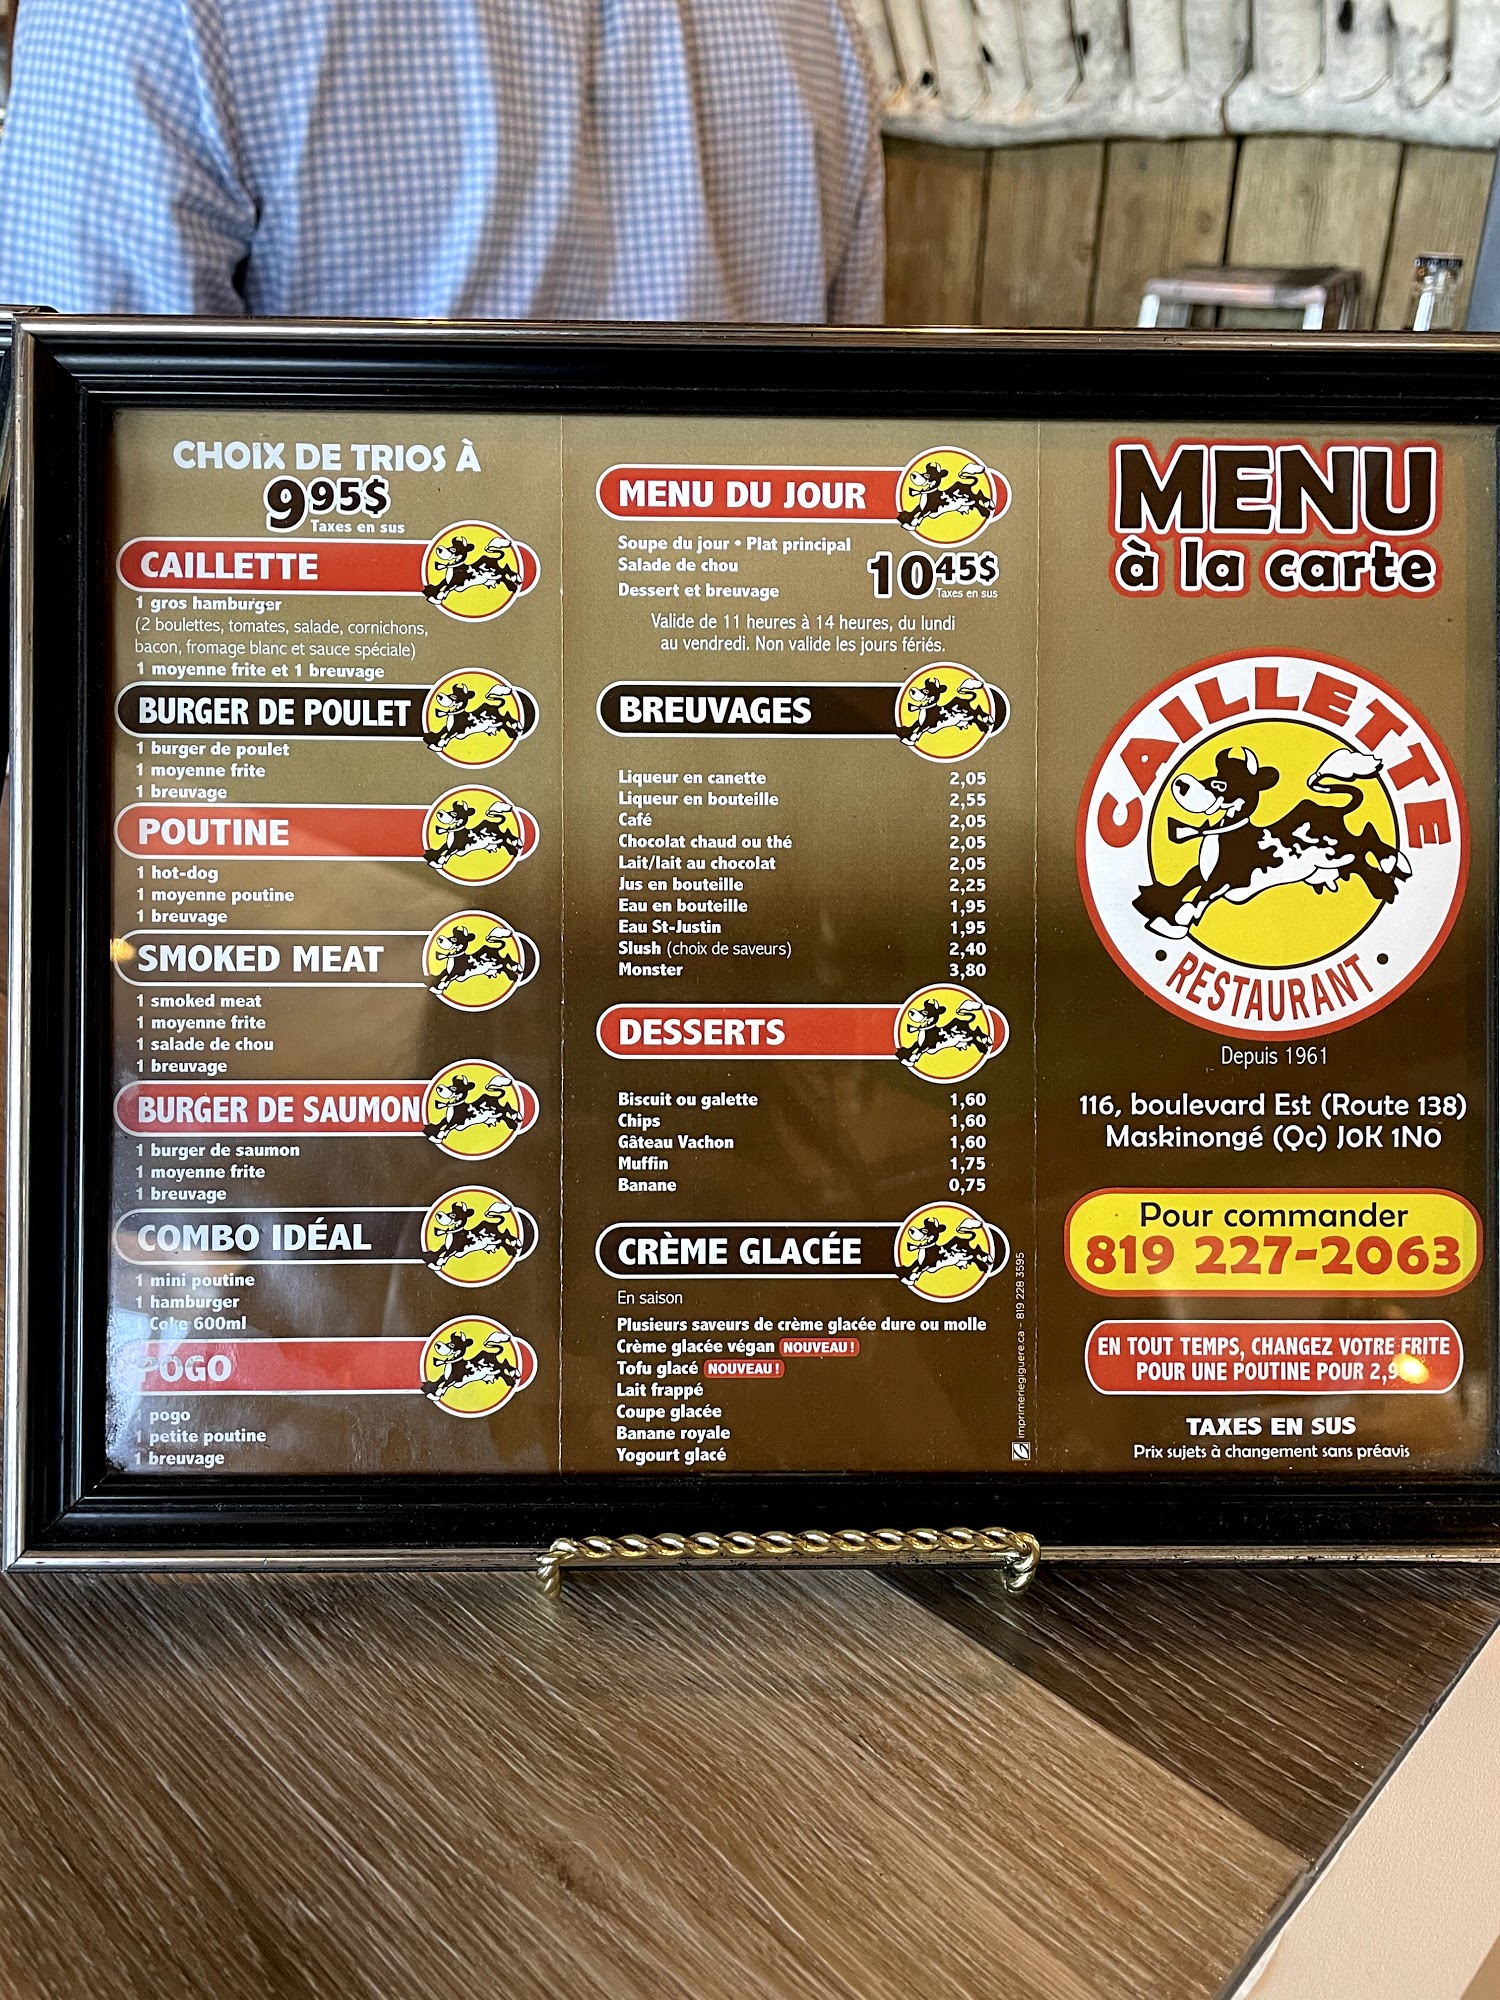 CHOIX DE TRIOS À
9 95$
Taxes en sus
CAILLETTE
1 gros hamburger
(2 boulettes, tomates, salade, cornichons,
bacon, fromage blanc et sauce spéciale)
1 moyenne frite et 1 breuvage
BURGER DE POULET
1 burger de poulet
1 moyenne frite
1 breuvage
POUTINE
1 hot-dog
1 moyenne poutine
1 breuvage
SMOKED MEAT
1 smoked meat
1 moyenne frite
1 salade de chou
1 breuvage
BURGER DE SAUMON
1 burger de saumon
1 moyenne frite
1 breuvage
COMBO IDÉAL
1 mini poutine
1 hamburger
1 Coke 600ml
POGO
1 pogo
1 petite poutine
1 breuvage
MENU DU JOUR
Soupe du jour • Plat principal
Salade de chou
Dessert et breuvage
10 45$
Taxes en sus
Valide de 11 heures à 14 heures, du lundi
au vendredi. Non valide les jours fériés.
BREUVAGES
Liqueur en canette 2,05
Liqueur en bouteille 2,55
Café 2,05
Chocolat chaud ou thé 2,05
Lait/lait au chocolat 2,05
Jus en bouteille 2,25
Eau en bouteille 1,95
Eau St-Justin 1,95
Slush (choix de saveurs) 2,40
Monster 3,80
DESSERTS
Biscuit ou galette 1,60
Chips 1,60
Gâteau Vachon 1,60
Muffin 1,75
Banane 0,75
CRÈME GLACÉE
En saison
Plusieurs saveurs de crème glacée dure ou molle
Crème glacée végan NOUVEAU!
Tofu glacé NOUVEAU!
Lait frappé
Coupe glacée
Banane royale
Yogourt glacé
imprimeriegiguere.ca - 819 228 3595
MENU
à la carte
CAILLETTE
• RESTAURANT •
Depuis 1961
116, boulevard Est (Route 138)
Maskinongé (Qc) J0K 1N0
Pour commander
819 227-2063
EN TOUT TEMPS, CHANGEZ VOTRE FRITE
POUR UNE POUTINE POUR
TAXES EN SUS
Prix sujets à changement sans préavis